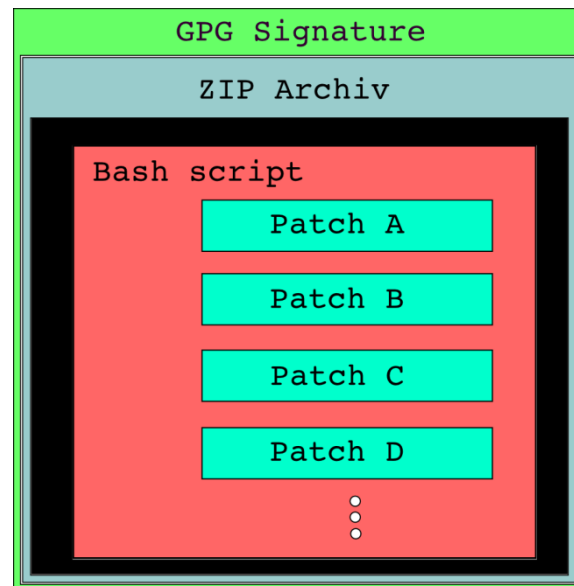 GPG Signature
ZIP Archiv
Bash script
Patch A
Patch B
Patch C
Patch D